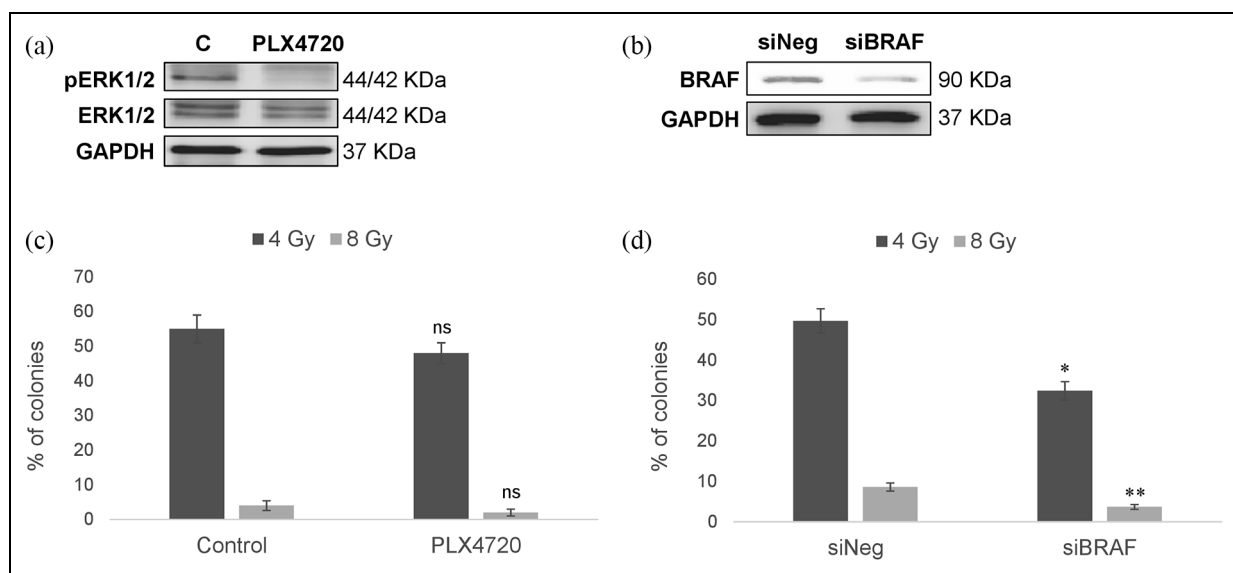 (a)
C PLX4720
pERK1/2 44/42 KDa
ERK1/2 44/42 KDa
GAPDH 37 KDa
(b)
siNeg siBRAF
BRAF 90 KDa
GAPDH 37 KDa
(c)
4 Gy 8 Gy
70
60
50
40
30
20
10
0
% of colonies
ns
ns
Control PLX4720
(d)
4 Gy 8 Gy
60
50
40
30
20
10
0
% of colonies
*
**
siNeg siBRAF